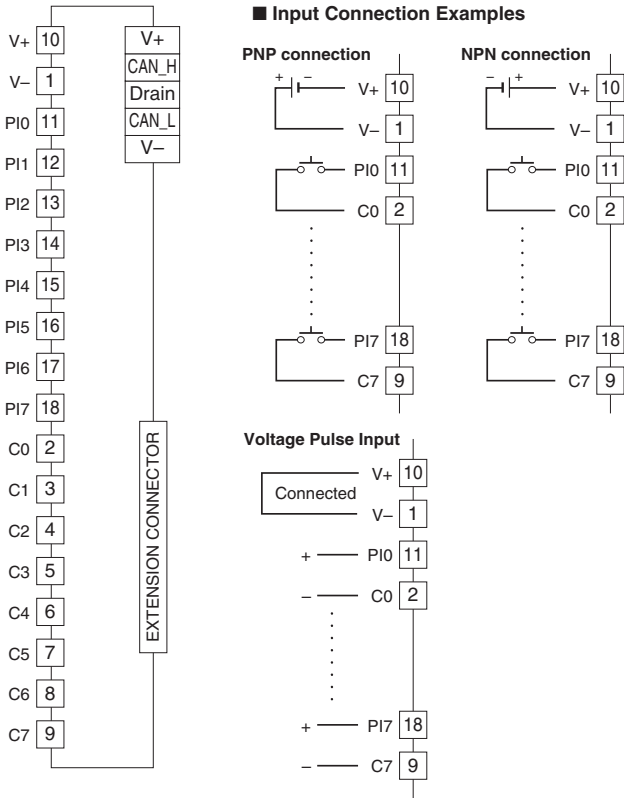 V+ 10
V– 1
PI0 11
PI1 12
PI2 13
PI3 14
PI4 15
PI5 16
PI6 17
PI7 18
C0 2
C1 3
C2 4
C3 5
C4 6
C5 7
C6 8
C7 9
V+
CAN_H
Drain
CAN_L
V–
EXTENSION CONNECTOR
■ Input Connection Examples
PNP connection
+ –
V+ 10
V– 1
PI0 11
C0 2
PI7 18
C7 9
NPN connection
– +
V+ 10
V– 1
PI0 11
C0 2
PI7 18
C7 9
Voltage Pulse Input
V+ 10
Connected
V– 1
+ PI0 11
– C0 2
+ PI7 18
– C7 9